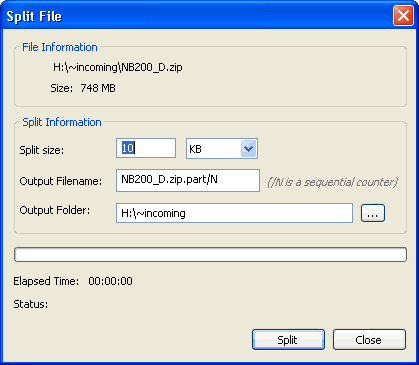 Split File
File Information
H:\~incoming\NB200_D.zip
Size: 748 MB
Split Information
Split size: 10 KB
Output Filename: NB200_D.zip.part/N (/N is a sequential counter)
Output Folder: H:\~incoming ...
Elapsed Time: 00:00:00
Status:
Split Close